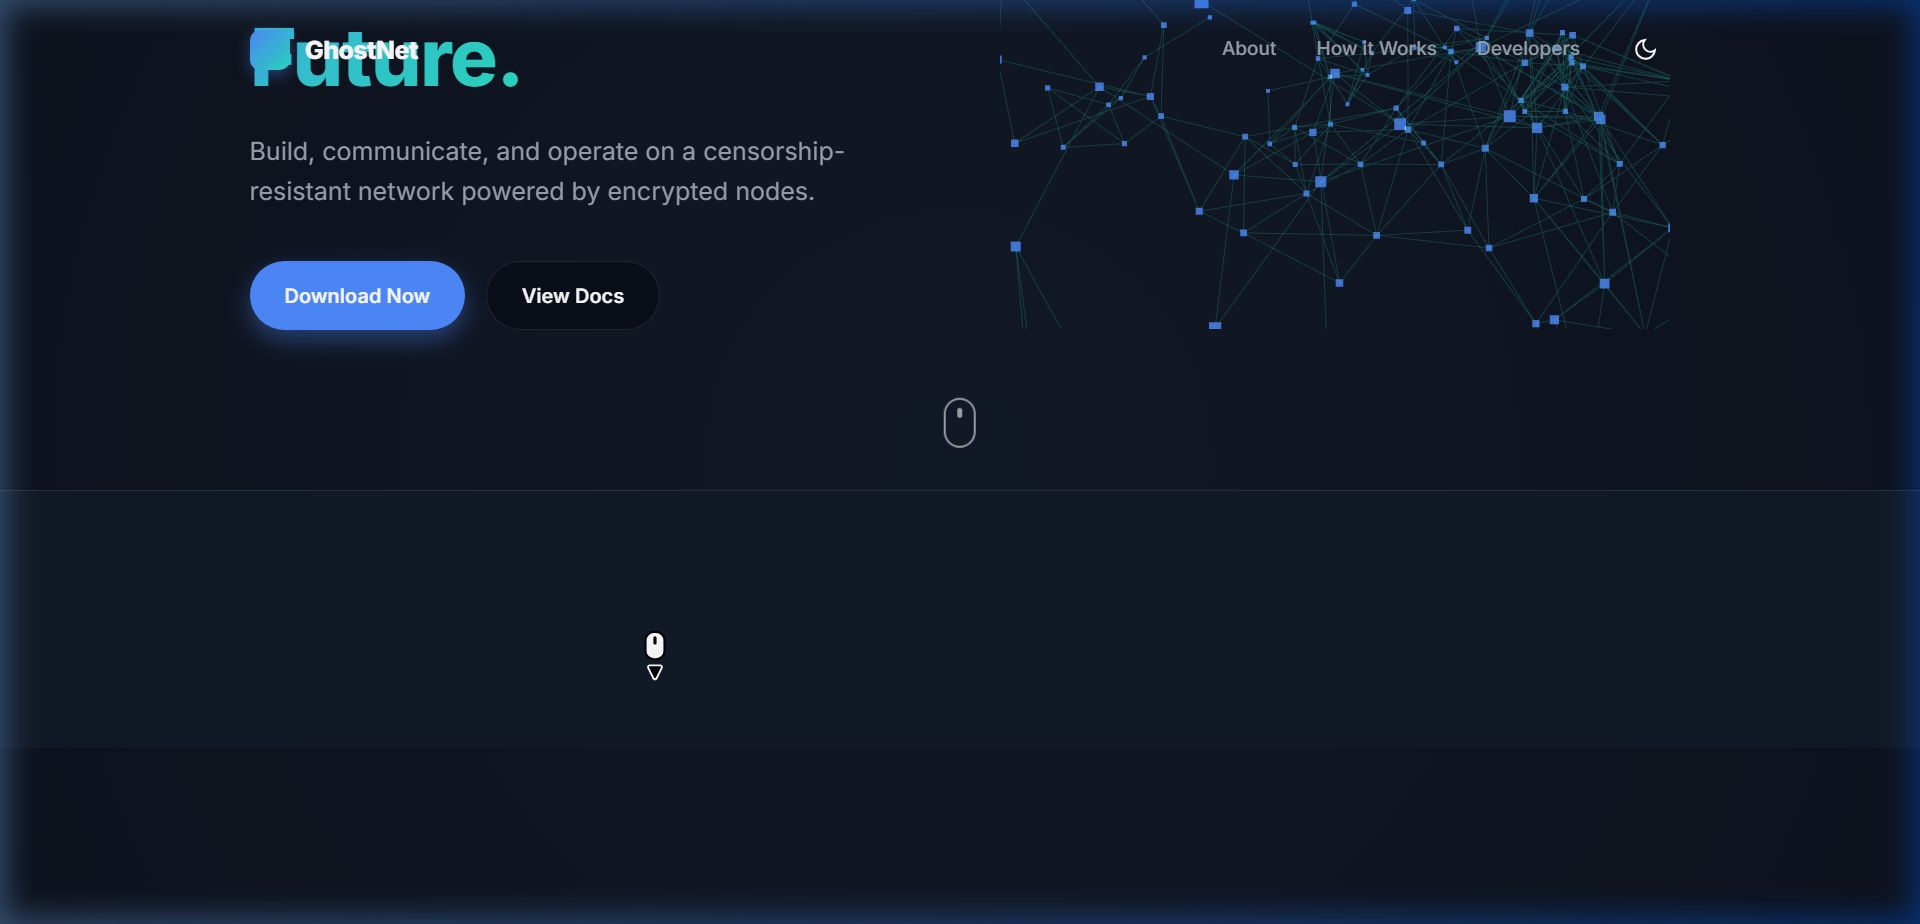 GhostNet
About
How it Works
Developers
Future.
Build, communicate, and operate on a censorship-
resistant network powered by encrypted nodes.
Download Now
View Docs